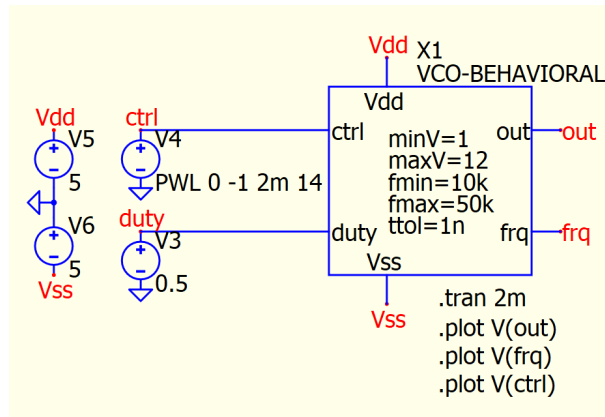 Vdd
X1
VCO-BEHAVIORAL
Vdd
Vdd
V5
5
V6
5
Vss
ctrl
V4
PWL 0 -1 2m 14
duty
V3
0.5
ctrl
duty
minV=1
maxV=12
fmin=10k
fmax=50k
ttol=1n
out
out
frq
frq
Vss
Vss
.tran 2m
.plot V(out)
.plot V(frq)
.plot V(ctrl)